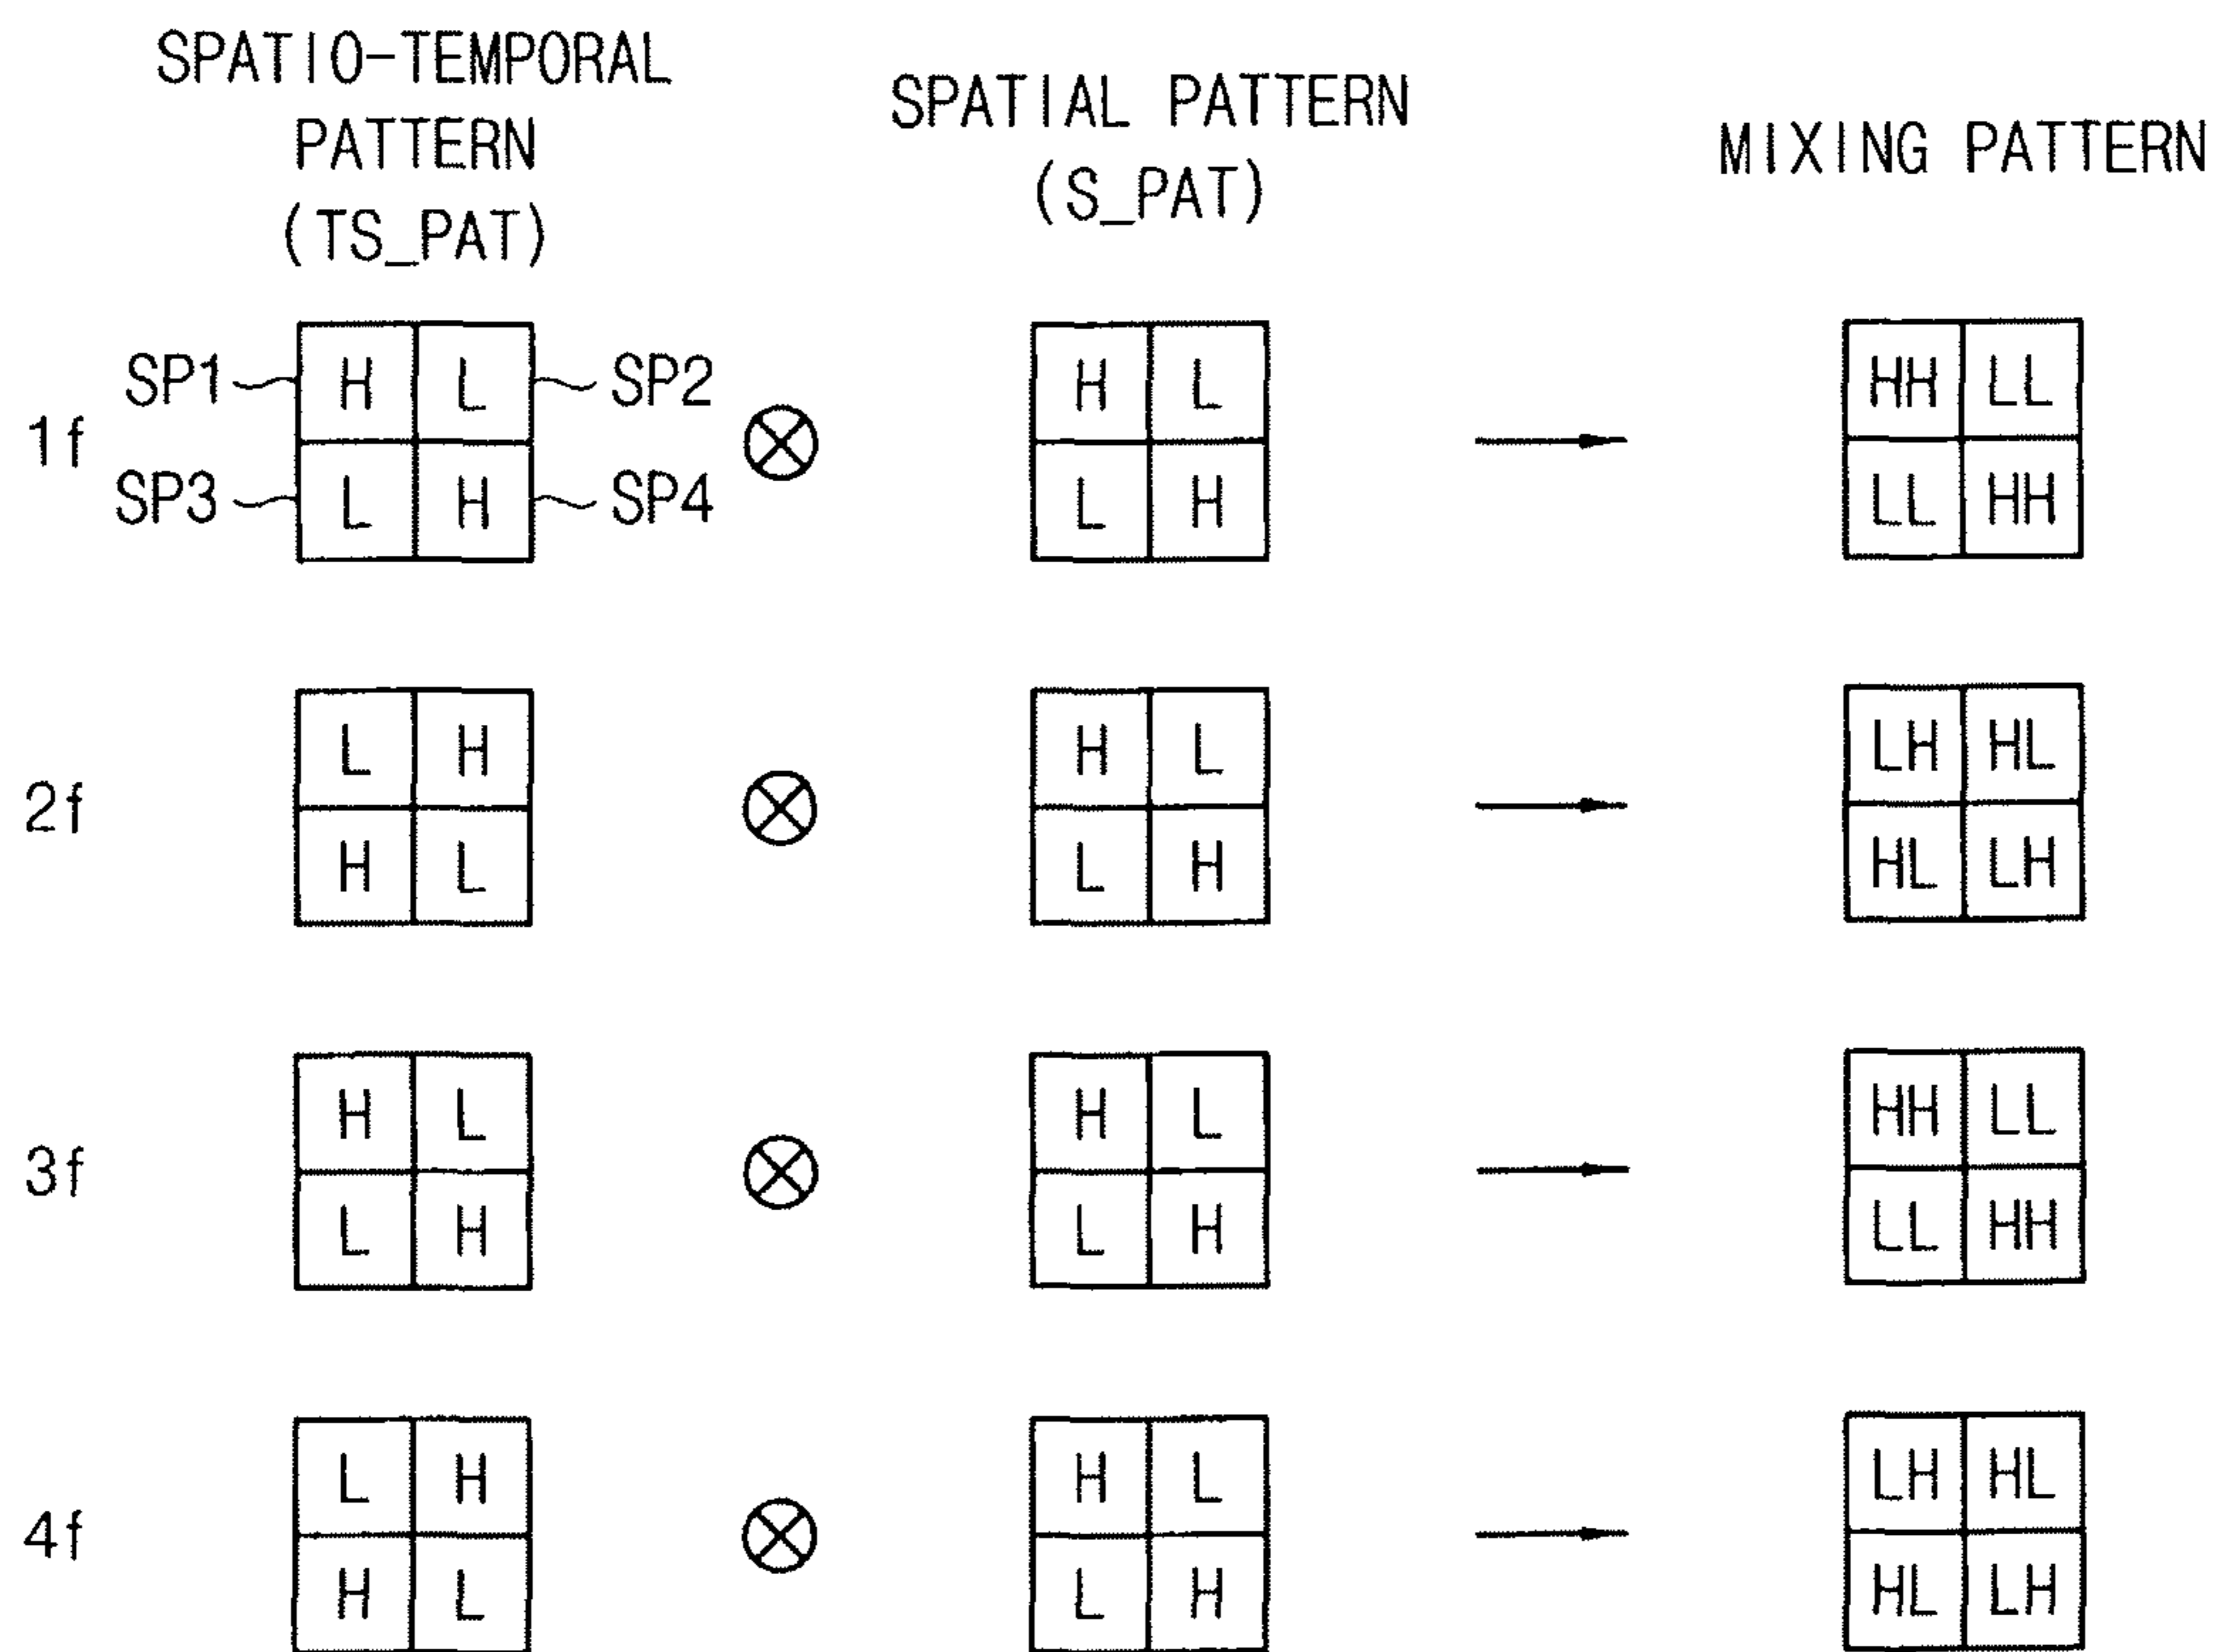 SPATIO-TEMPORAL
PATTERN
(TS_PAT)
SPATIAL PATTERN
(S_PAT)
MIXING PATTERN
1f
SP1 H L SP2
SP3 L H SP4
H L
L H
HH LL
LL HH
2f
L H
H L
H L
L H
LH HL
HL LH
3f
H L
L H
H L
L H
HH LL
LL HH
4f
L H
H L
H L
L H
LH HL
HL LH